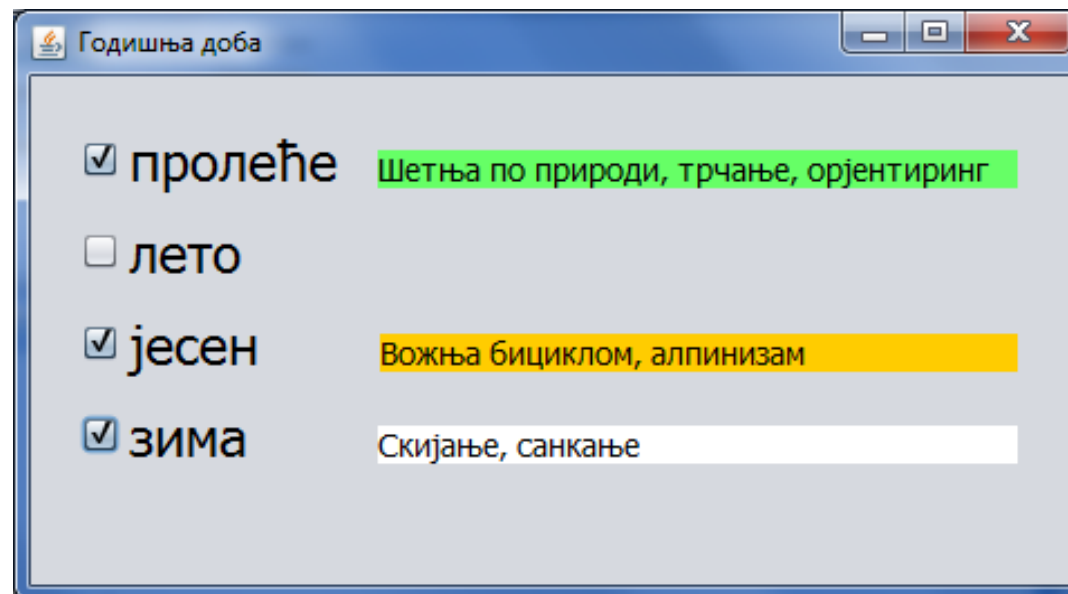 Годишња доба
пролеће Шетња по природи, трчање, орјентиринг
лето
јесен Вожња бициклом, алпинизам
зима Скијање, санкање